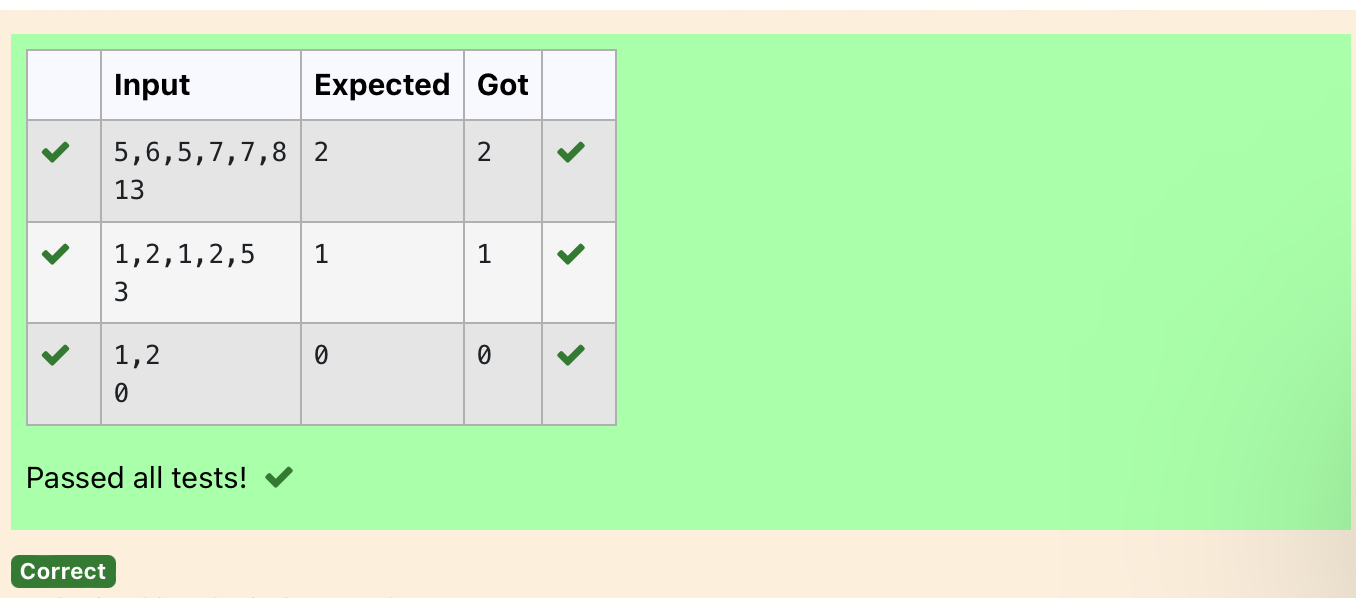 Input Expected Got
5,6,5,7,7,8 2 2
13
1,2,1,2,5 1 1
3
1,2 0 0
0
Passed all tests!
Correct